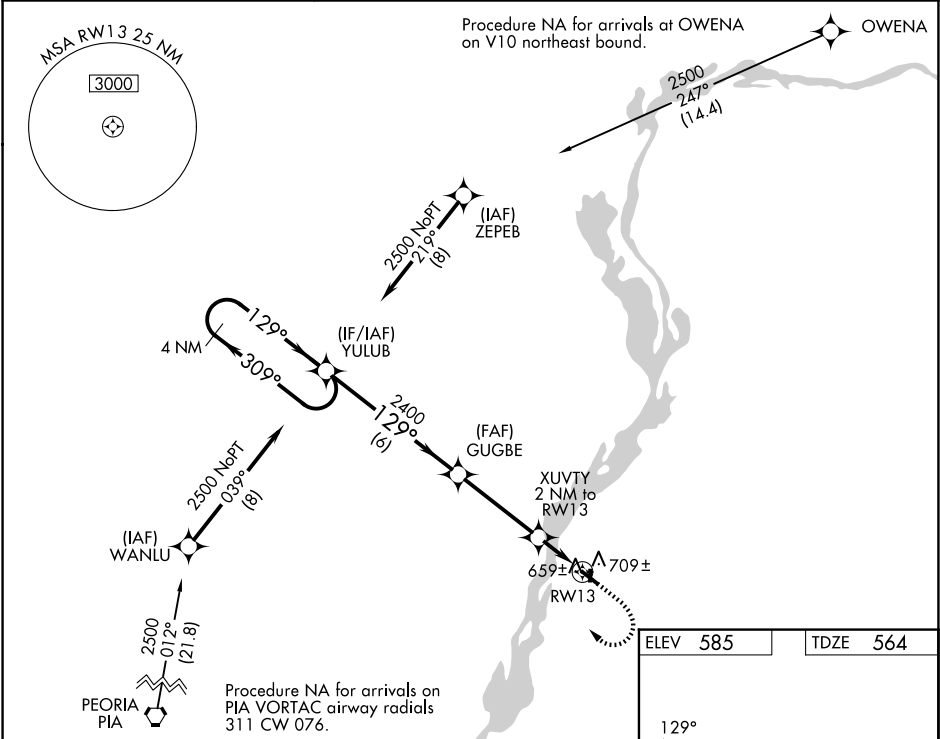 MSA RW13 25 NM
3000
Procedure NA for arrivals at OWENA
on V10 northeast bound.
OWENA
2500
247°
(14.4)
(IAF)
ZEPEB
2500 NoPT
219°
(8)
129°
4 NM
309°
(IF/IAF)
YULUB
2400
129°
(6)
(FAF)
GUGBE
XUVTY
2 NM to
RW13
2500 NoPT
039°
(8)
(IAF)
WANLU
659±
709±
RW13
2500
012°
(21.8)
PEORIA
PIA
Procedure NA for arrivals on
PIA VORTAC airway radials
311 CW 076.
ELEV 585
TDZE 564
129°